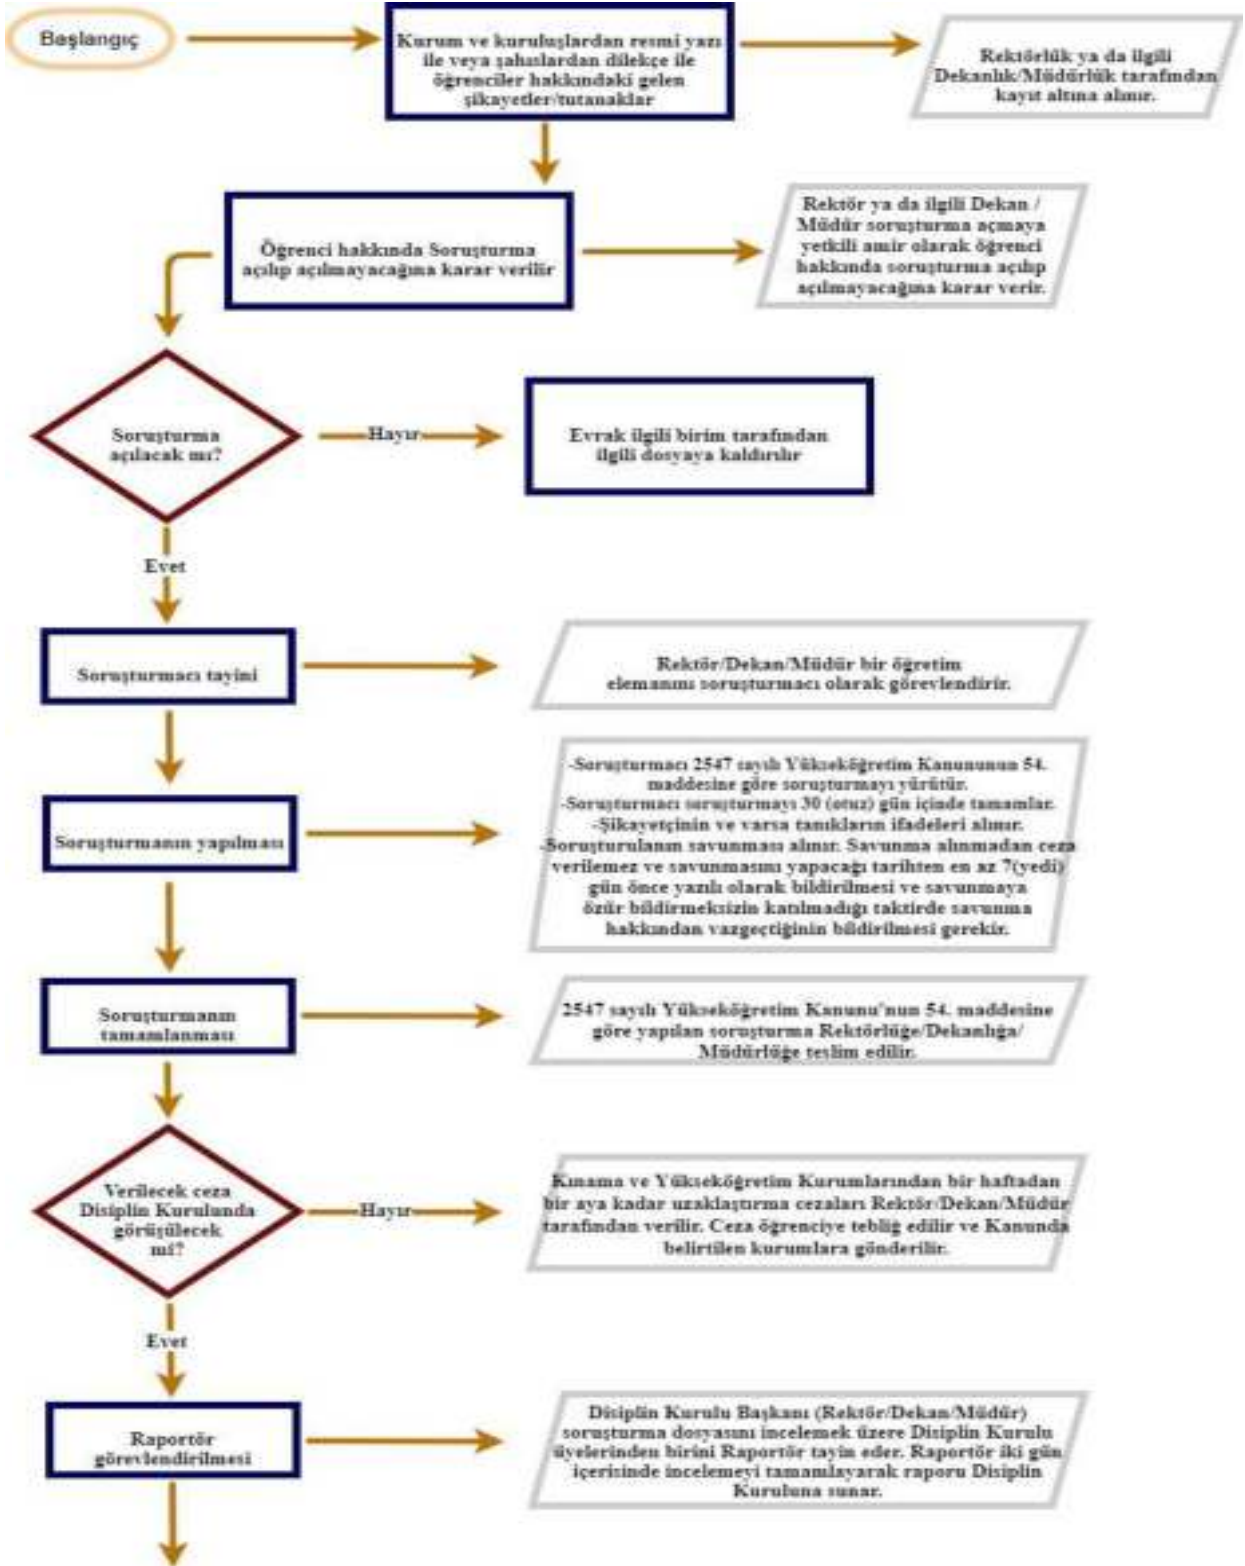 Başlangıç
Kurum ve kuruluşlardan resmi yazı
ile veya şahıslardan dilekçe ile
öğrenciler hakkındaki gelen
şikayetler/tutanaklar
Rektörlük ya da ilgili
Dekanlık/Müdürlük tarafından
kayıt altına alınır.
Öğrenci hakkında Soruşturma
açılıp açılmayacağına karar verilir
Rektör ya da ilgili Dekan /
Müdür soruşturma açmaya
yetkili amir olarak öğrenci
hakkında soruşturma açılıp
açılmayacağına karar verir.
Soruşturma
açılacak mı?
Hayır
Evrak ilgili birim tarafından
ilgili dosyaya kaldırılır
Evet
Soruşturmacı tayini
Rektör/Dekan/Müdür bir öğretim
elemanını soruşturmacı olarak görevlendirir.
Soruşturmanın yapılması
-Soruşturmacı 2547 sayılı Yükseköğretim Kanununun 54.
maddesine göre soruşturmayı yürütür.
-Soruşturmacı soruşturmayı 30 (otuz) gün içinde tamamlar.
-Şikayetçinin ve varsa tanıkların ifadeleri alınır.
-Soruşturulanın savunması alınır. Savunma alınmadan ceza
verilemez ve savunmasını yapacağı tarihten en az 7(yedi)
gün önce yazılı olarak bildirilmesi ve savunmaya
özür bildirmeksizin katılmadığı taktirde savunma
hakkından vazgeçtiğinin bildirilmesi gerekir.
Soruşturmanın
tamamlanması
2547 sayılı Yükseköğretim Kanunu'nun 54. maddesine
göre yapılan soruşturma Rektörlüğe/Dekanlığa/
Müdürlüğe teslim edilir.
Verilecek ceza
Disiplin Kurulunda
görüşülecek
mi?
Hayır
Kınama ve Yükseköğretim Kurumlarından bir haftadan
bir aya kadar uzaklaştırma cezaları Rektör/Dekan/Müdür
tarafından verilir. Ceza öğrenciye tebliğ edilir ve Kanunda
belirtilen kurumlara gönderilir.
Evet
Raportör
görevlendirilmesi
Disiplin Kurulu Başkanı (Rektör/Dekan/Müdür)
soruşturma dosyasını incelemek üzere Disiplin Kurulu
üyelerinden birini Raportör tayin eder. Raportör iki gün
içerisinde incelemeyi tamamlayarak raporu Disiplin
Kuruluna sunar.